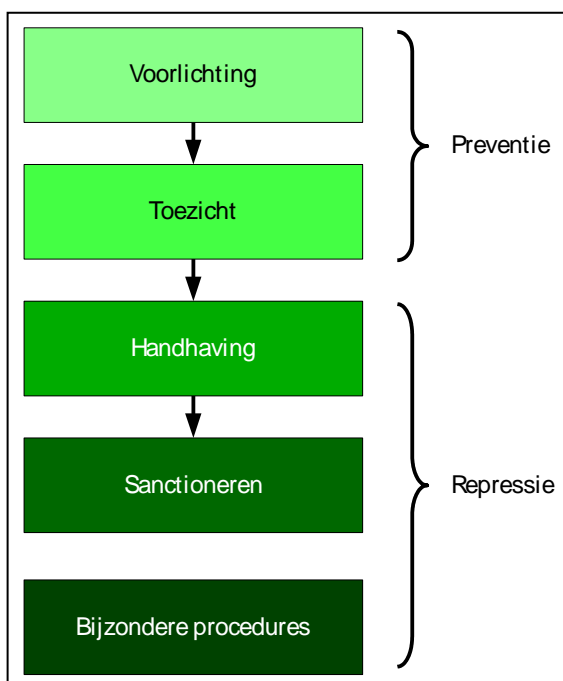 Voorlichting
Preventie
Toezicht
Handhaving
Sanctioneren
Repressie
Bijzondere procedures